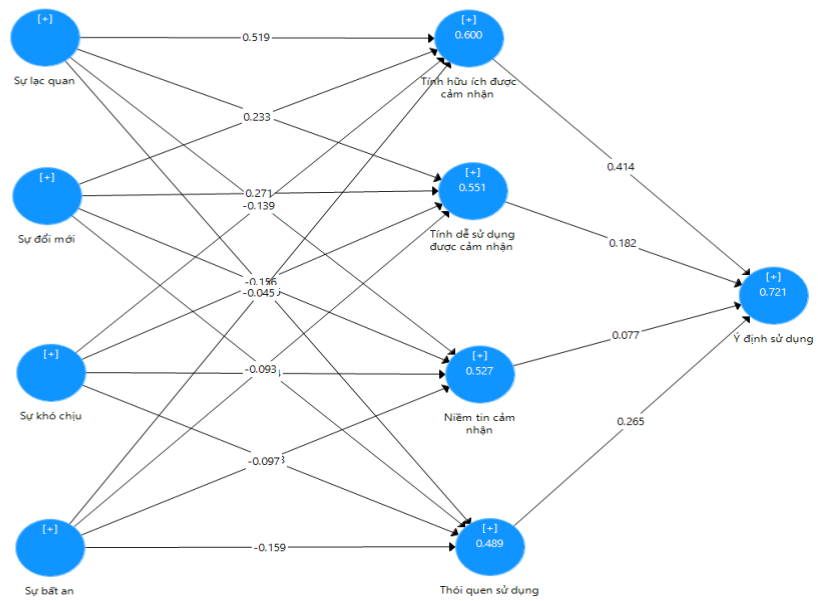 [+]
Sự lạc quan
[+]
Sự đổi mới
[+]
Sự khó chịu
[+]
Sự bất an
0.519
0.233
0.271
-0.139
-0.156
-0.045
-0.093
-0.097
-0.159
[+]
0.600
Tính hữu ích được
cảm nhận
[+]
0.551
Tính dễ sử dụng
được cảm nhận
[+]
0.527
Niềm tin cảm
nhận
[+]
0.489
Thói quen sử dụng
0.414
0.182
0.077
0.265
[+]
0.721
Ý định sử dụng